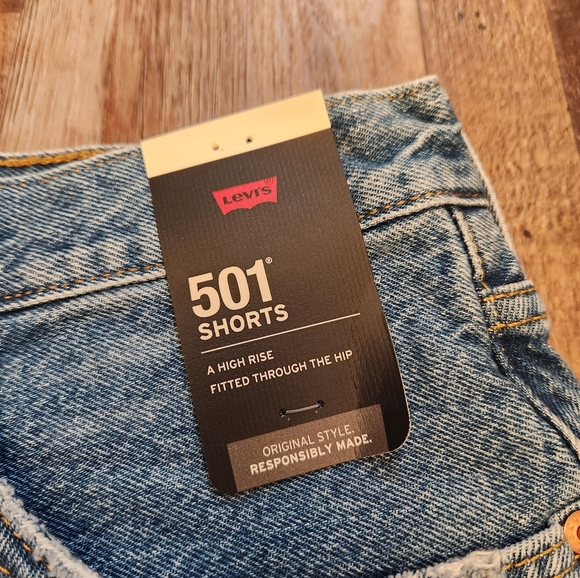 Levi's
501®
SHORTS
A HIGH RISE
FITTED THROUGH THE HIP
ORIGINAL STYLE.
RESPONSIBLY MADE.